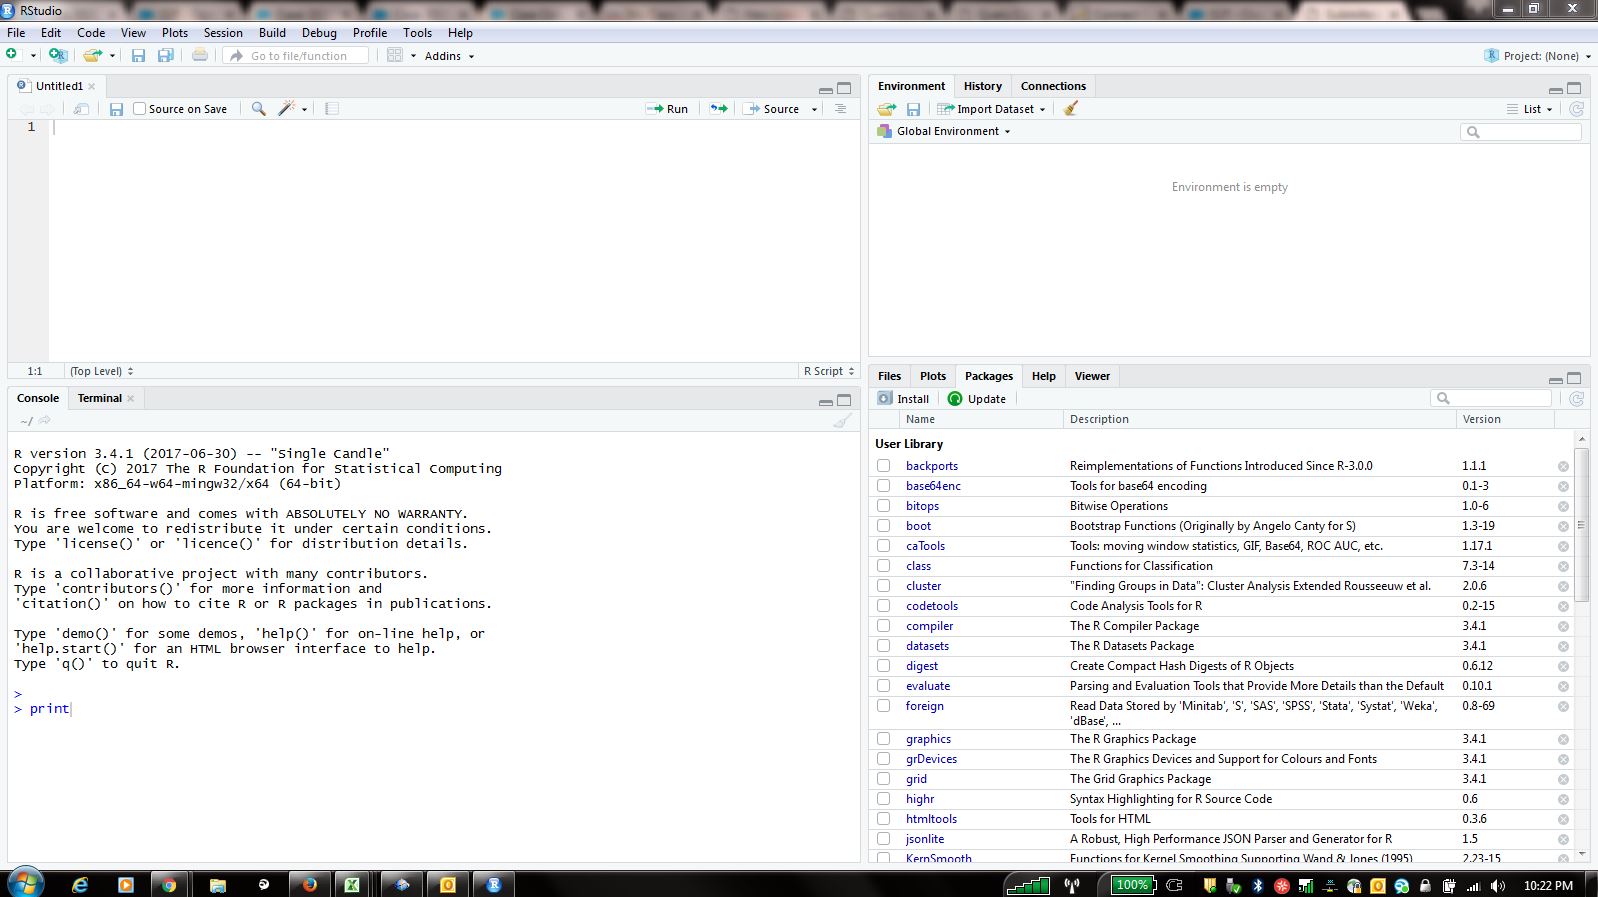 RStudio
File Edit Code View Plots Session Build Debug Profile Tools Help
Go to file/function Addins Project: (None)
Untitled1
Source on Save Run Source
1
1:1 (Top Level) R Script
Console Terminal
~/
R version 3.4.1 (2017-06-30) -- "Single Candle"
Copyright (C) 2017 The R Foundation for Statistical Computing
Platform: x86_64-w64-mingw32/x64 (64-bit)
R is free software and comes with ABSOLUTELY NO WARRANTY.
You are welcome to redistribute it under certain conditions.
Type 'license()' or 'licence()' for distribution details.
R is a collaborative project with many contributors.
Type 'contributors()' for more information and
'citation()' on how to cite R or R packages in publications.
Type 'demo()' for some demos, 'help()' for on-line help, or
'help.start()' for an HTML browser interface to help.
Type 'q()' to quit R.
>
> print
Environment History Connections
Import Dataset List
Global Environment
Environment is empty
Files Plots Packages Help Viewer
Install Update
Name Description Version
User Library
backports Reimplementations of Functions Introduced Since R-3.0.0 1.1.1
base64enc Tools for base64 encoding 0.1-3
bitops Bitwise Operations 1.0-6
boot Bootstrap Functions (Originally by Angelo Canty for S) 1.3-19
caTools Tools: moving window statistics, GIF, Base64, ROC AUC, etc. 1.17.1
class Functions for Classification 7.3-14
cluster "Finding Groups in Data": Cluster Analysis Extended Rousseeuw et al. 2.0.6
codetools Code Analysis Tools for R 0.2-15
compiler The R Compiler Package 3.4.1
datasets The R Datasets Package 3.4.1
digest Create Compact Hash Digests of R Objects 0.6.12
evaluate Parsing and Evaluation Tools that Provide More Details than the Default 0.10.1
foreign Read Data Stored by 'Minitab', 'S', 'SAS', 'SPSS', 'Stata', 'Systat', 'Weka', 0.8-69
'dBase', ...
graphics The R Graphics Package 3.4.1
grDevices The R Graphics Devices and Support for Colours and Fonts 3.4.1
grid The Grid Graphics Package 3.4.1
highr Syntax Highlighting for R Source Code 0.6
htmltools Tools for HTML 0.3.6
jsonlite A Robust, High Performance JSON Parser and Generator for R 1.5
KernSmooth Functions for Kernel Smoothing Supporting Wand & Jones (1995) 2.23-15
100% 10:22 PM